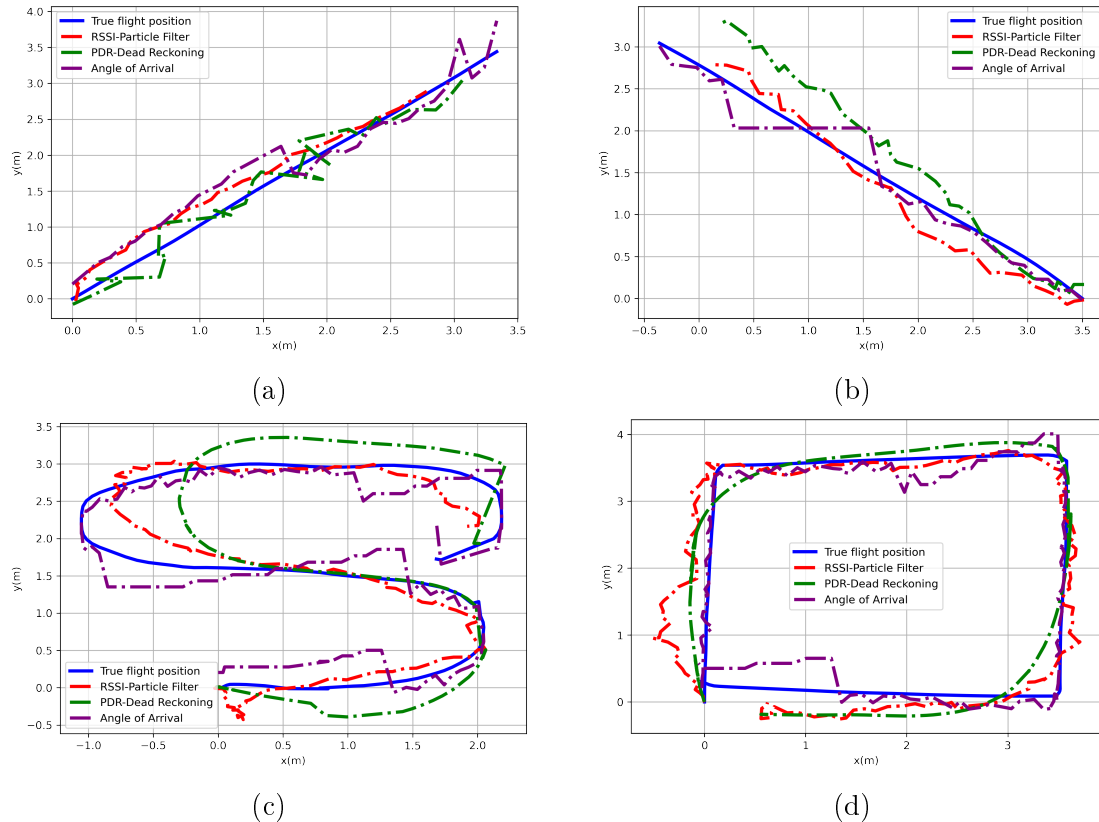 True flight position
RSSI-Particle Filter
PDR-Dead Reckoning
Angle of Arrival
4.0
3.5
3.0
2.5
2.0
1.5
1.0
0.5
0.0
y(m)
0.0 0.5 1.0 1.5 2.0 2.5 3.0 3.5
x(m)
(a)
True flight position
RSSI-Particle Filter
PDR-Dead Reckoning
Angle of Arrival
3.0
2.5
2.0
1.5
1.0
0.5
0.0
y(m)
−0.5 0.0 0.5 1.0 1.5 2.0 2.5 3.0 3.5
x(m)
(b)
3.5
3.0
2.5
2.0
1.5
1.0
0.5
0.0
−0.5
y(m)
True flight position
RSSI-Particle Filter
PDR-Dead Reckoning
Angle of Arrival
−1.0 −0.5 0.0 0.5 1.0 1.5 2.0
x(m)
(c)
4
3
2
1
0
y(m)
True flight position
RSSI-Particle Filter
PDR-Dead Reckoning
Angle of Arrival
0 1 2 3
x(m)
(d)